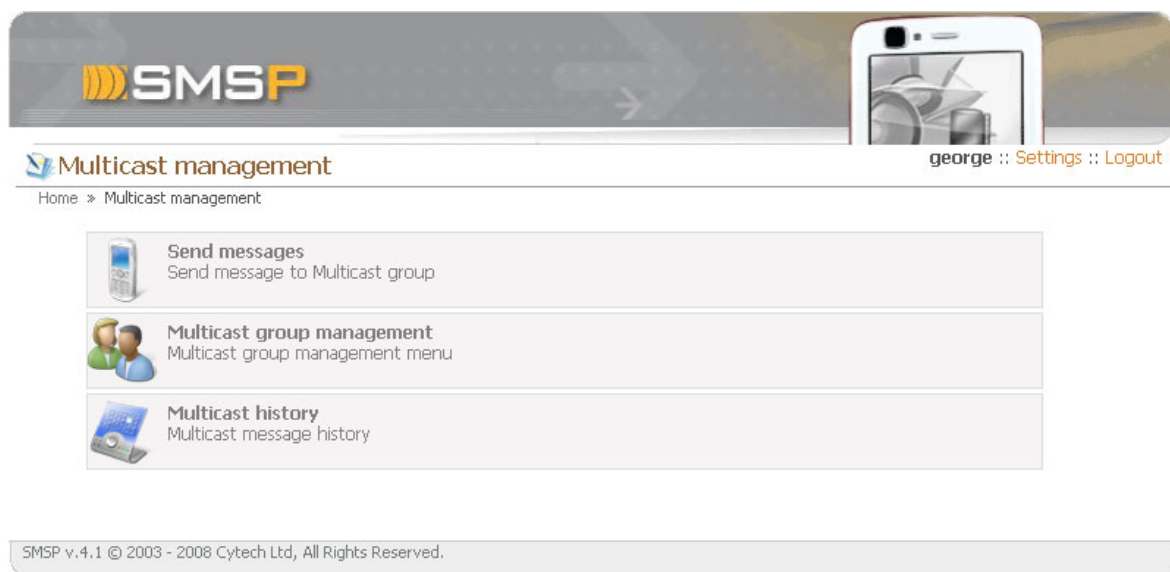 SMSP
Multicast management
george :: Settings :: Logout
Home » Multicast management
Send messages
Send message to Multicast group
Multicast group management
Multicast group management menu
Multicast history
Multicast message history
SMSP v.4.1 © 2003 - 2008 Cytech Ltd, All Rights Reserved.